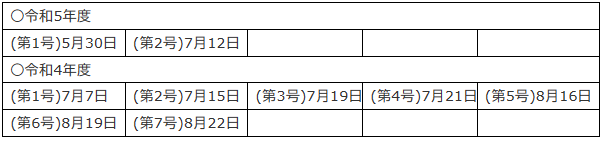 ○令和5年度
(第1号)5月30日 (第2号)7月12日
○令和4年度
(第1号)7月7日 (第2号)7月15日 (第3号)7月19日 (第4号)7月21日 (第5号)8月16日
(第6号)8月19日 (第7号)8月22日